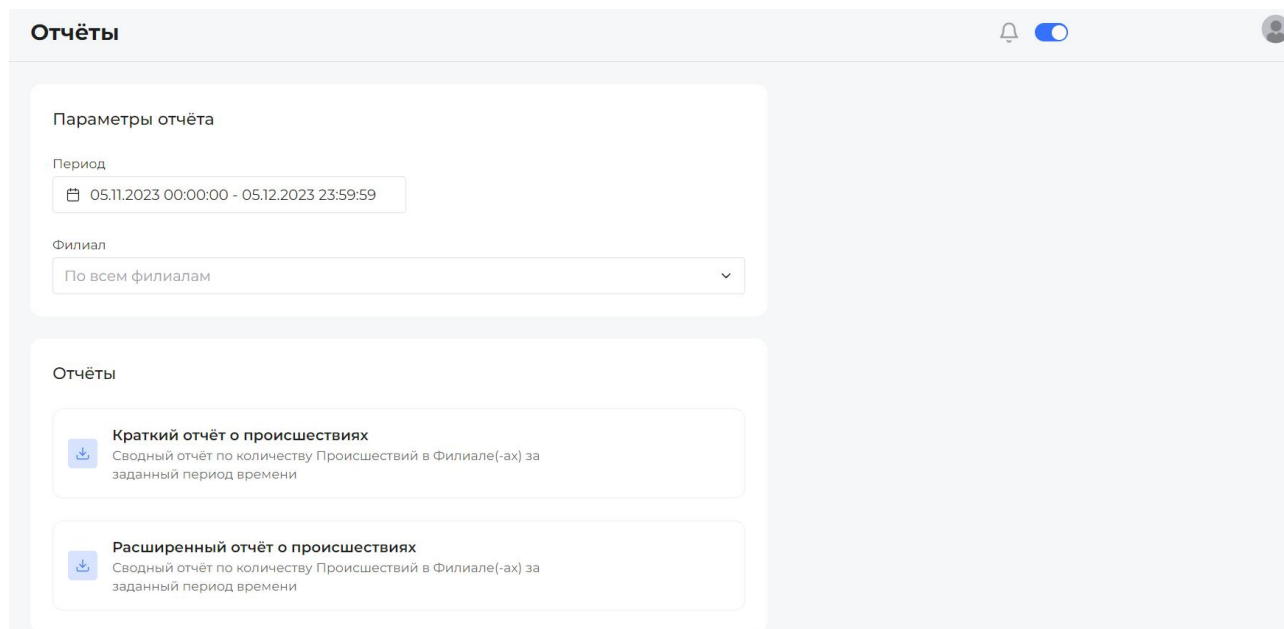 Отчёты
Параметры отчёта
Период
05.11.2023 00:00:00 - 05.12.2023 23:59:59
Филиал
По всем филиалам
Отчёты
Краткий отчёт о происшествиях
Сводный отчёт по количеству Происшествий в Филиале(-ах) за
заданный период времени
Расширенный отчёт о происшествиях
Сводный отчёт по количеству Происшествий в Филиале(-ах) за
заданный период времени